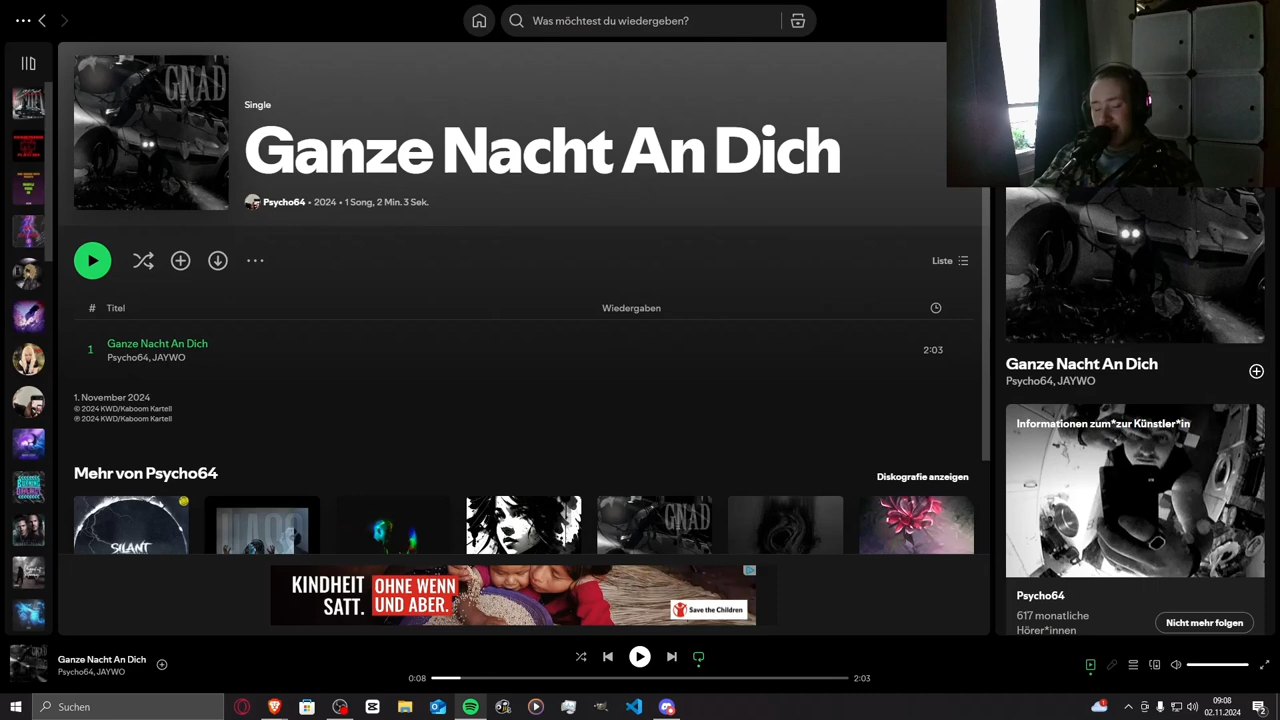 Was möchtest du wiedergeben?
GNAD
Single
Ganze Nacht An Dich
Psycho64 • 2024 • 1 Song, 2 Min. 3 Sek.
Liste
# Titel Wiedergaben
1 Ganze Nacht An Dich 2:03
Psycho64, JAYWO
1. November 2024
© 2024 KWD/Kaboom Kartell
℗ 2024 KWD/Kaboom Kartell
Mehr von Psycho64
Diskografie anzeigen
SILANT
GNAD
KINDHEIT SATT.
OHNE WENN UND ABER.
Save the Children
Ganze Nacht An Dich
Psycho64, JAYWO
Informationen zum*zur Künstler*in
Psycho64
617 monatliche
Hörer*innen
Nicht mehr folgen
Ganze Nacht An Dich
Psycho64, JAYWO
0:08
2:03
Suchen
09:08
02.11.2024
2